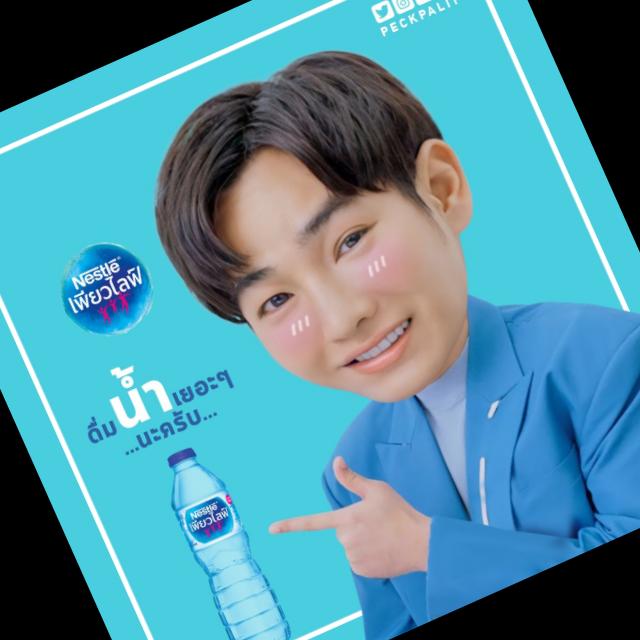 PECKPALIT
Nestlé
เพียวไลฟ์
ดื่มน้ำเยอะๆ
...นะครับ...
Nestlé
เพียวไลฟ์